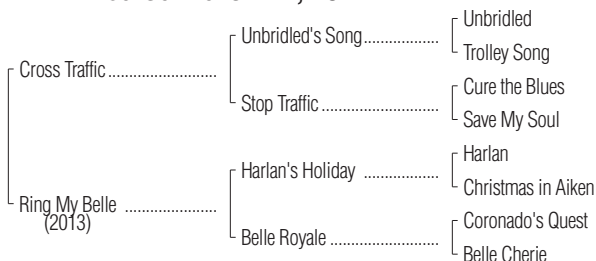 Unbridled
Unbridled's Song
Trolley Song
Cross Traffic
Cure the Blues
Stop Traffic
Save My Soul
Harlan
Harlan's Holiday
Christmas in Aiken
Ring My Belle
(2013)
Coronado's Quest
Belle Royale
Belle Cherie